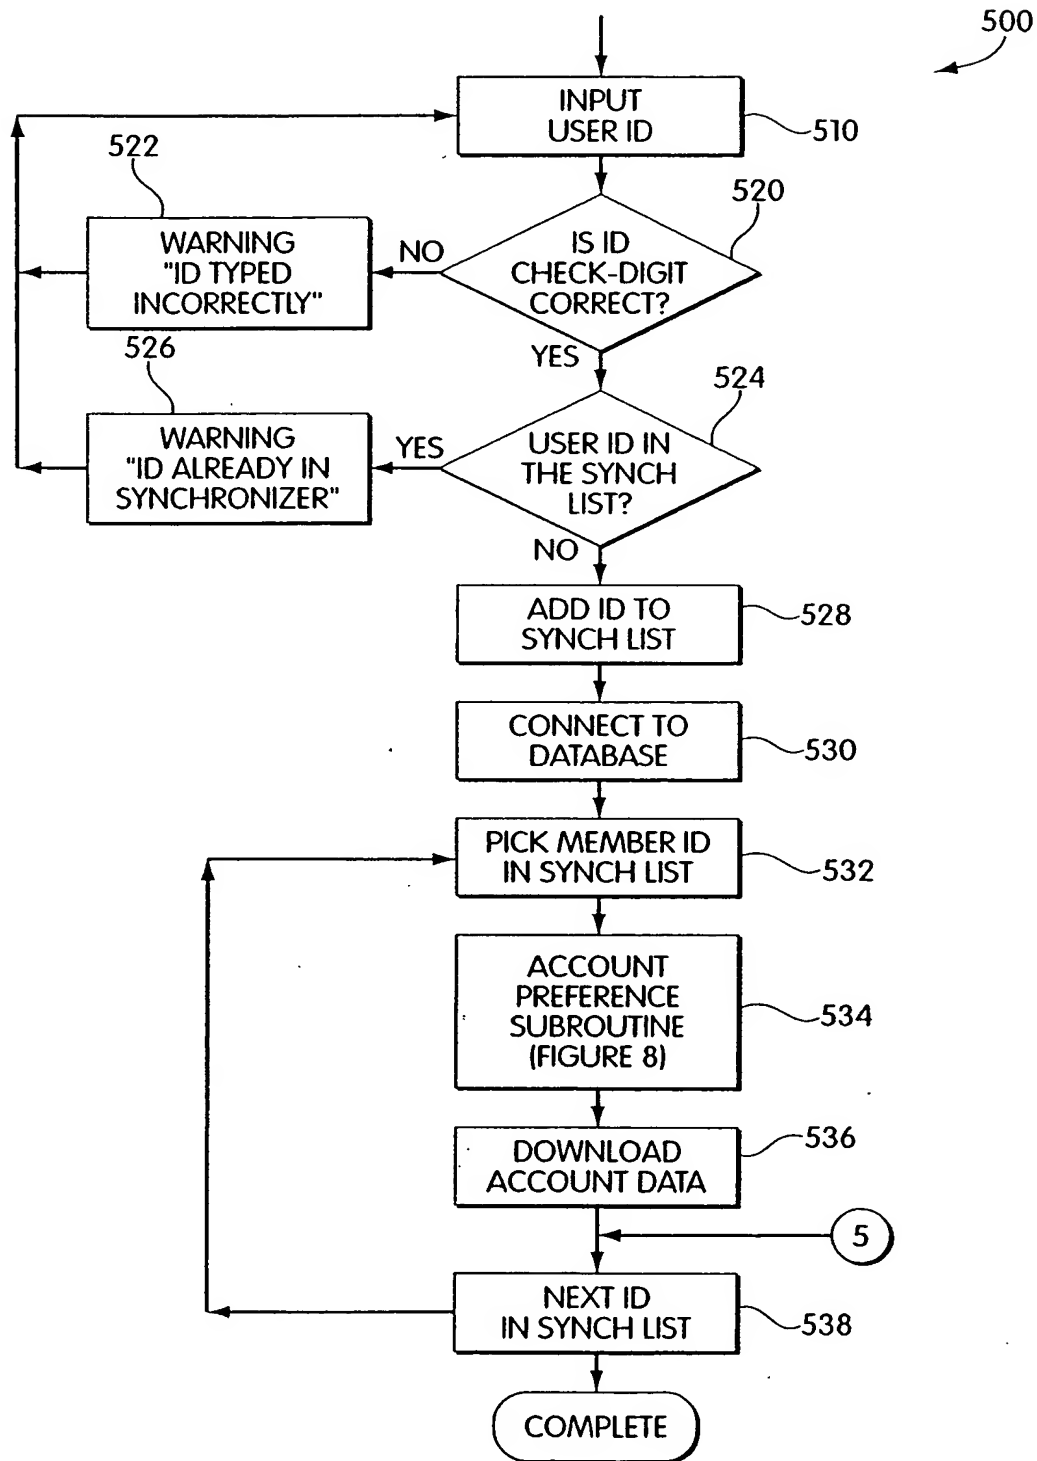 500
INPUT
USER ID
510
522
520
WARNING
"ID TYPED
INCORRECTLY"
NO
IS ID
CHECK-DIGIT
CORRECT?
YES
526
524
WARNING
"ID ALREADY IN
SYNCHRONIZER"
YES
USER ID IN
THE SYNCH
LIST?
NO
ADD ID TO
SYNCH LIST
528
CONNECT TO
DATABASE
530
PICK MEMBER ID
IN SYNCH LIST
532
ACCOUNT
PREFERENCE
SUBROUTINE
(FIGURE 8)
534
DOWNLOAD
ACCOUNT DATA
536
5
NEXT ID
IN SYNCH LIST
538
COMPLETE